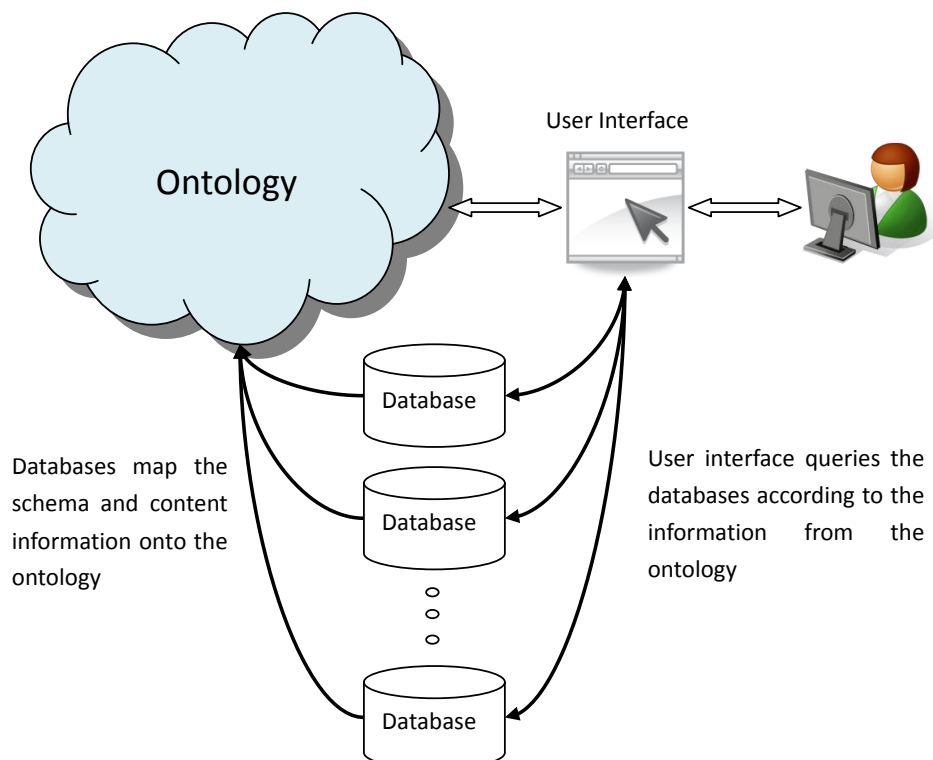 User Interface
Ontology
Database
Databases map the
schema and content
information onto the
ontology
User interface queries the
databases according to the
information from the
ontology
Database
Database